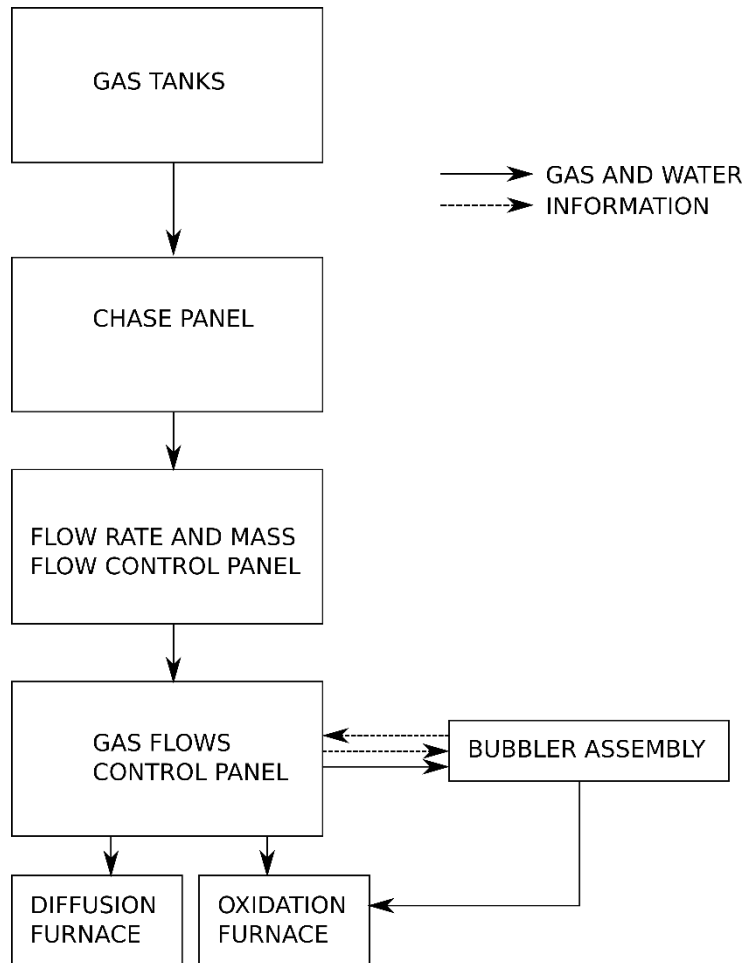 GAS TANKS
GAS AND WATER
INFORMATION
CHASE PANEL
FLOW RATE AND MASS
FLOW CONTROL PANEL
GAS FLOWS
CONTROL PANEL
BUBBLER ASSEMBLY
DIFFUSION
FURNACE
OXIDATION
FURNACE